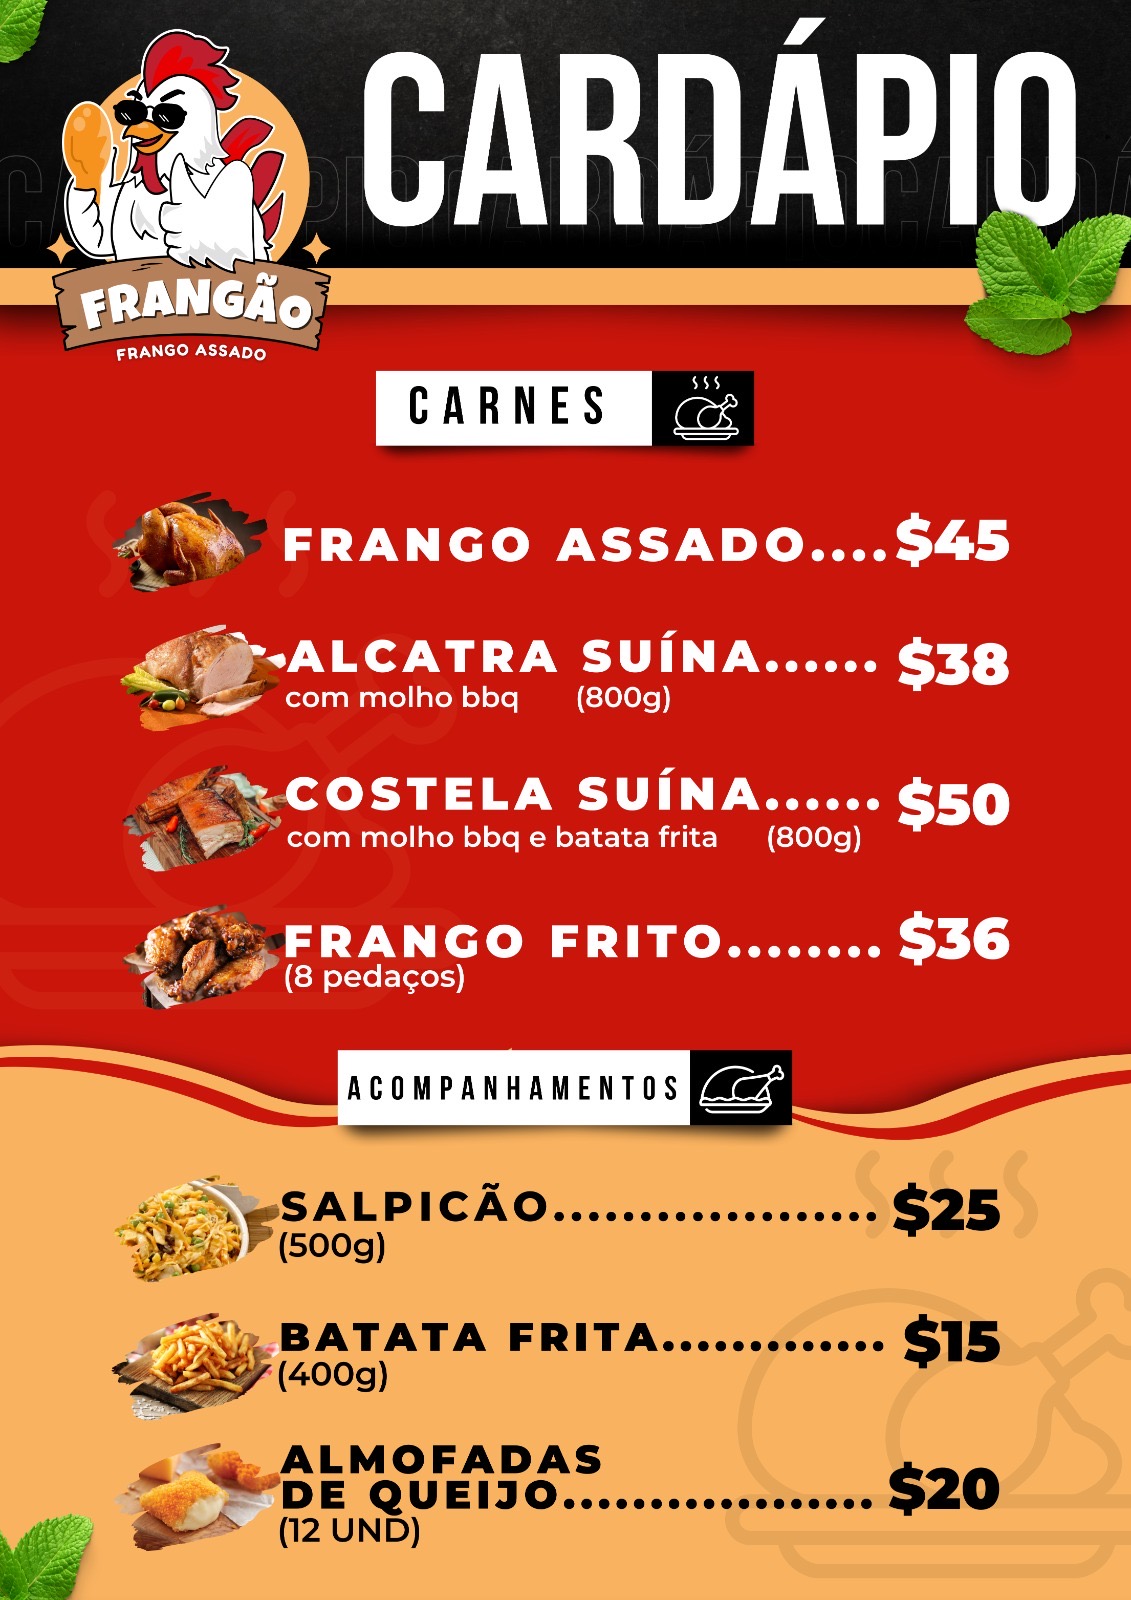 CARDÁPIO
FRANGÃO
FRANGO ASSADO
CARNES
FRANGO ASSADO....$45
ALCATRA SUÍNA...... $38
com molho bbq (800g)
COSTELA SUÍNA...... $50
com molho bbq e batata frita (800g)
FRANGO FRITO........ $36
(8 pedaços)
ACOMPANHAMENTOS
SALPICÃO................... $25
(500g)
BATATA FRITA............. $15
(400g)
ALMOFADAS
DE QUEIJO.................. $20
(12 UND)